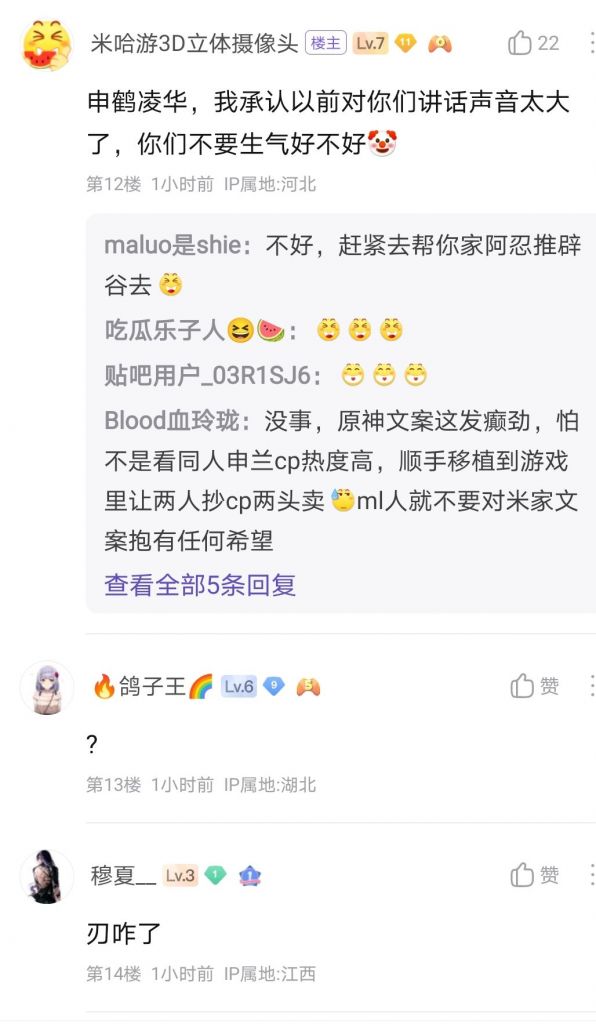 米哈游3D立体摄像头 楼主 Lv.7 11 22
申鹤凌华，我承认以前对你们讲话声音太大
了，你们不要生气好不好🤡
第12楼 1小时前 IP属地:河北
maluo是shie：不好，赶紧去帮你家阿忍推辟
谷去😆
吃瓜乐子人😆🍉：😆😆😆
贴吧用户_03R1SJ6：😁😁😁
Blood血玲珑：没事，原神文案这发癫劲，怕
不是看同人申兰cp热度高，顺手移植到游戏
里让两人抄cp两头卖😅ml人就不要对米家文
案抱有任何希望
查看全部5条回复
🔥鸽子王🌈 Lv.6 9 5 赞
?
第13楼 1小时前 IP属地:湖北
穆夏__ Lv.3 1 1 赞
刃咋了
第14楼 1小时前 IP属地:江西